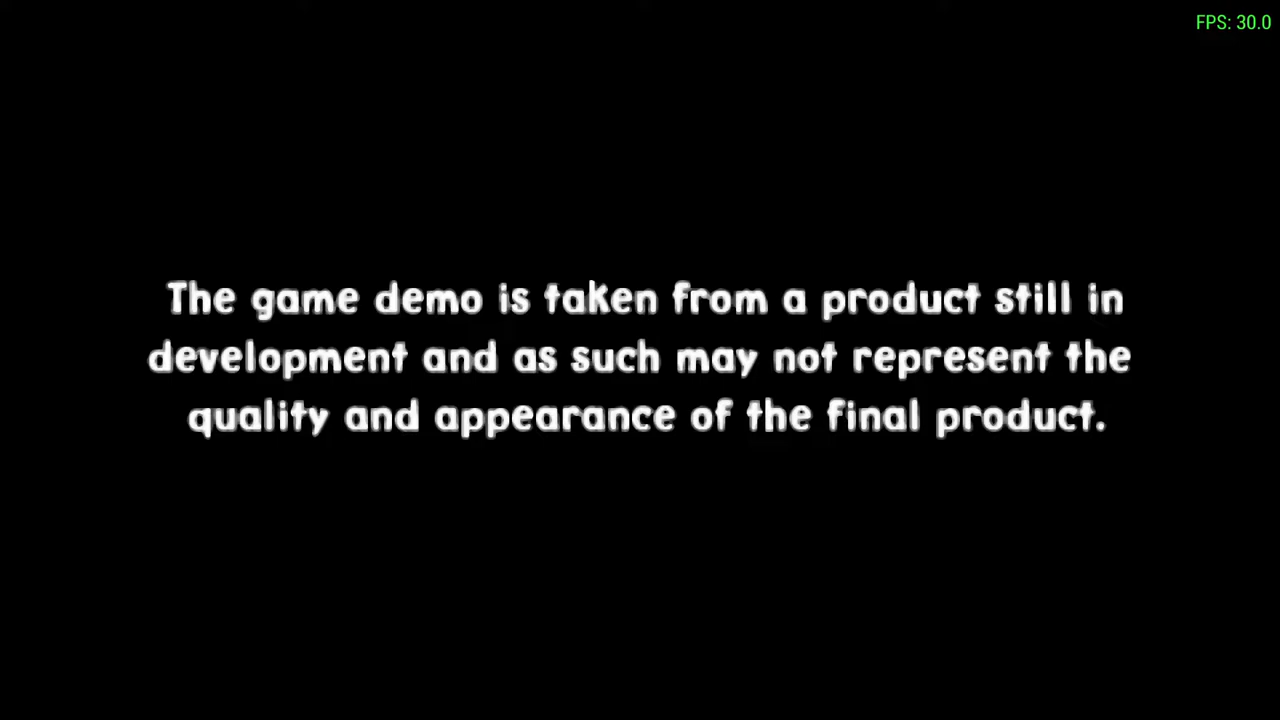 FPS: 30.0
The game demo is taken from a product still in
development and as such may not represent the
quality and appearance of the final product.